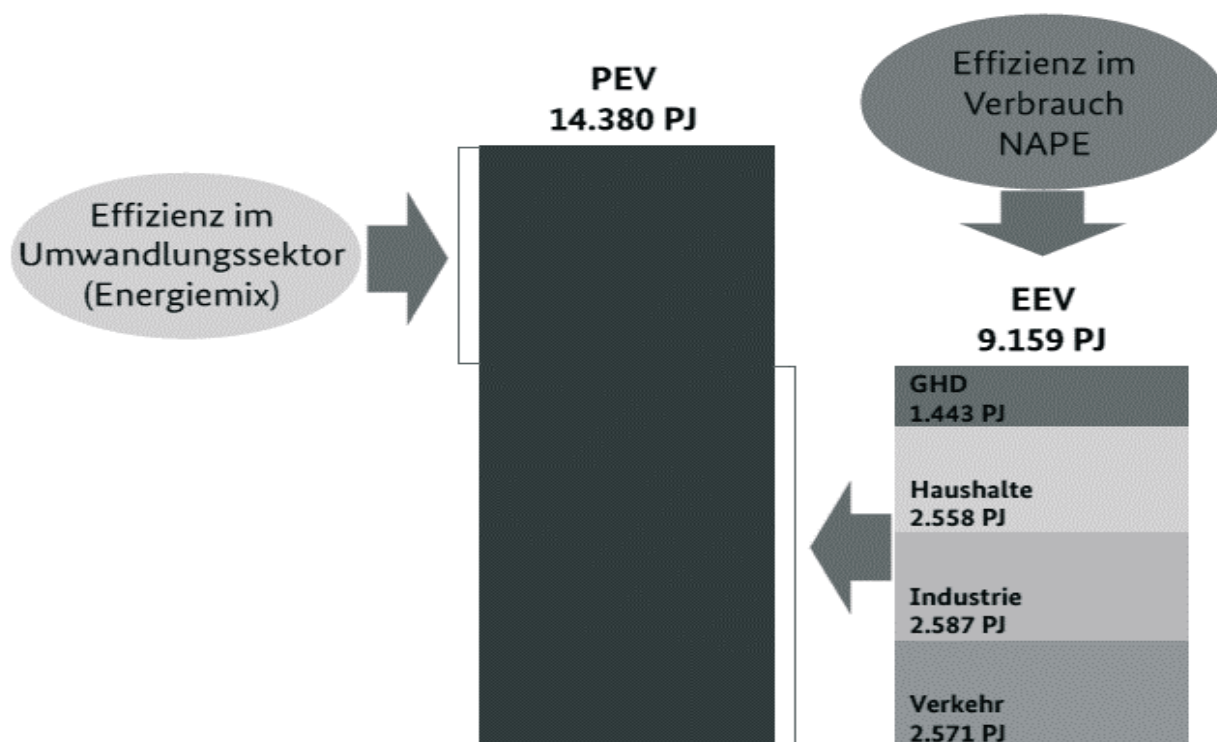 Effizienz im
Umwandlungssektor
(Energiemix)
PEV
14.380 PJ
Effizienz im
Verbrauch
NAPE
EEV
9.159 PJ
GHD
1.443 PJ
Haushalte
2.558 PJ
Industrie
2.587 PJ
Verkehr
2.571 PJ